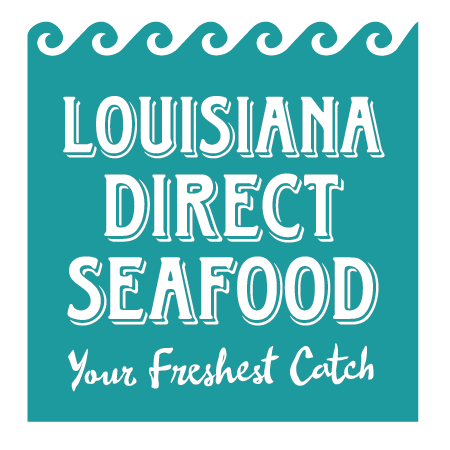 LOUISIANA
DIRECT
SEAFOOD
Your Freshest Catch